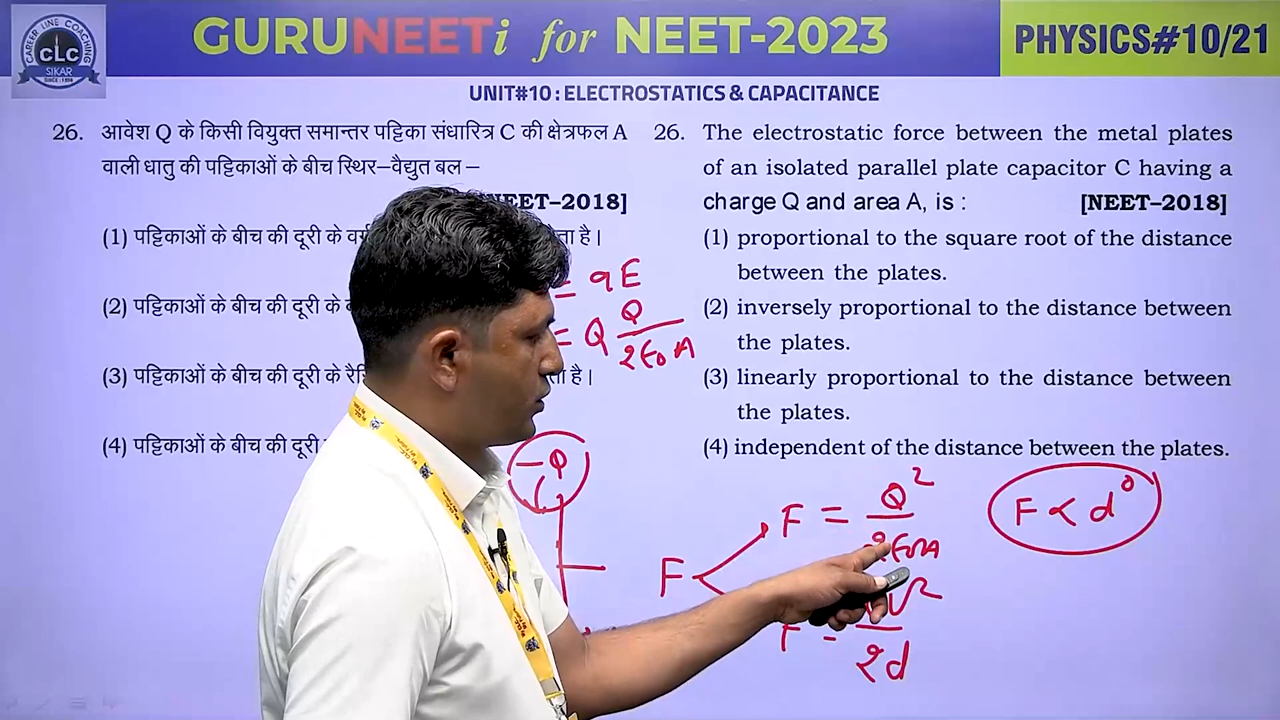 CAREER LINE COACHING
CLC
SIKAR
SINCE : 1996
GURUNEETi for NEET-2023
PHYSICS#10/21
UNIT#10 : ELECTROSTATICS & CAPACITANCE
26. आवेश Q के किसी वियुक्त समान्तर पट्टिका संधारित्र C की क्षेत्रफल A
वाली धातु की पट्टिकाओं के बीच स्थिर–वैद्युत बल –
NEET–2018]
(1) पट्टिकाओं के बीच की दूरी के
(2) पट्टिकाओं के बीच की दूरी के
(3) पट्टिकाओं के बीच की दूरी के
(4) पट्टिकाओं के बीच की दूरी
26. The electrostatic force between the metal plates
of an isolated parallel plate capacitor C having a
charge Q and area A, is : [NEET–2018]
(1) proportional to the square root of the distance
between the plates.
(2) inversely proportional to the distance between
the plates.
(3) linearly proportional to the distance between
the plates.
(4) independent of the distance between the plates.
= qE
= Q Q/2ε₀A
–Q
F
F = Q²/2ε₀A
F ∝ d⁰